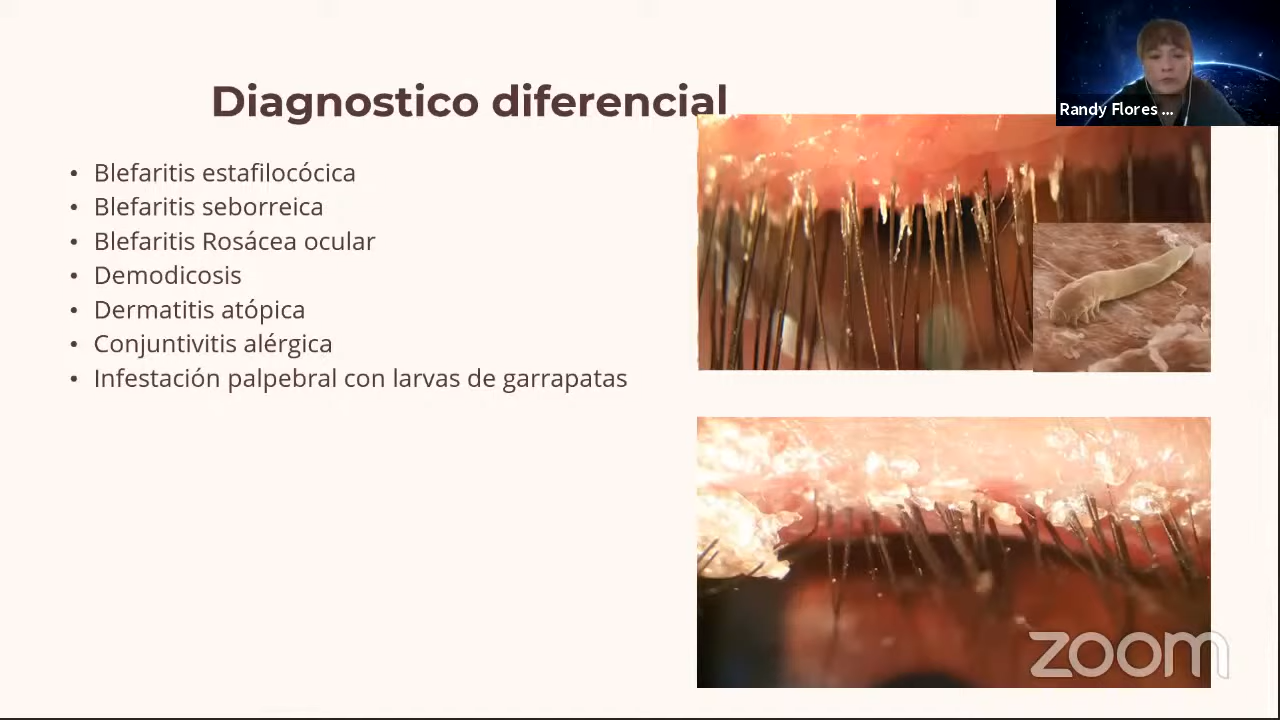 Diagnostico diferencial
Randy Flores ...
• Blefaritis estafilocócica
• Blefaritis seborreica
• Blefaritis Rosácea ocular
• Demodicosis
• Dermatitis atópica
• Conjuntivitis alérgica
• Infestación palpebral con larvas de garrapatas
zoom